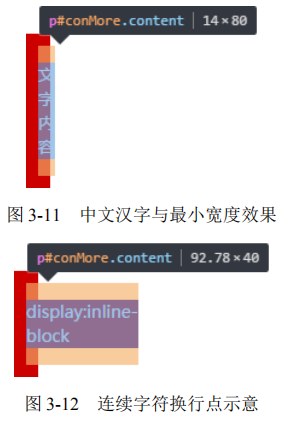 p#conMore.content | 14×80
文
字
内
容
图 3-11 中文汉字与最小宽度效果
p#conMore.content | 92.78×40
display:inline-
block
图 3-12 连续字符换行点示意